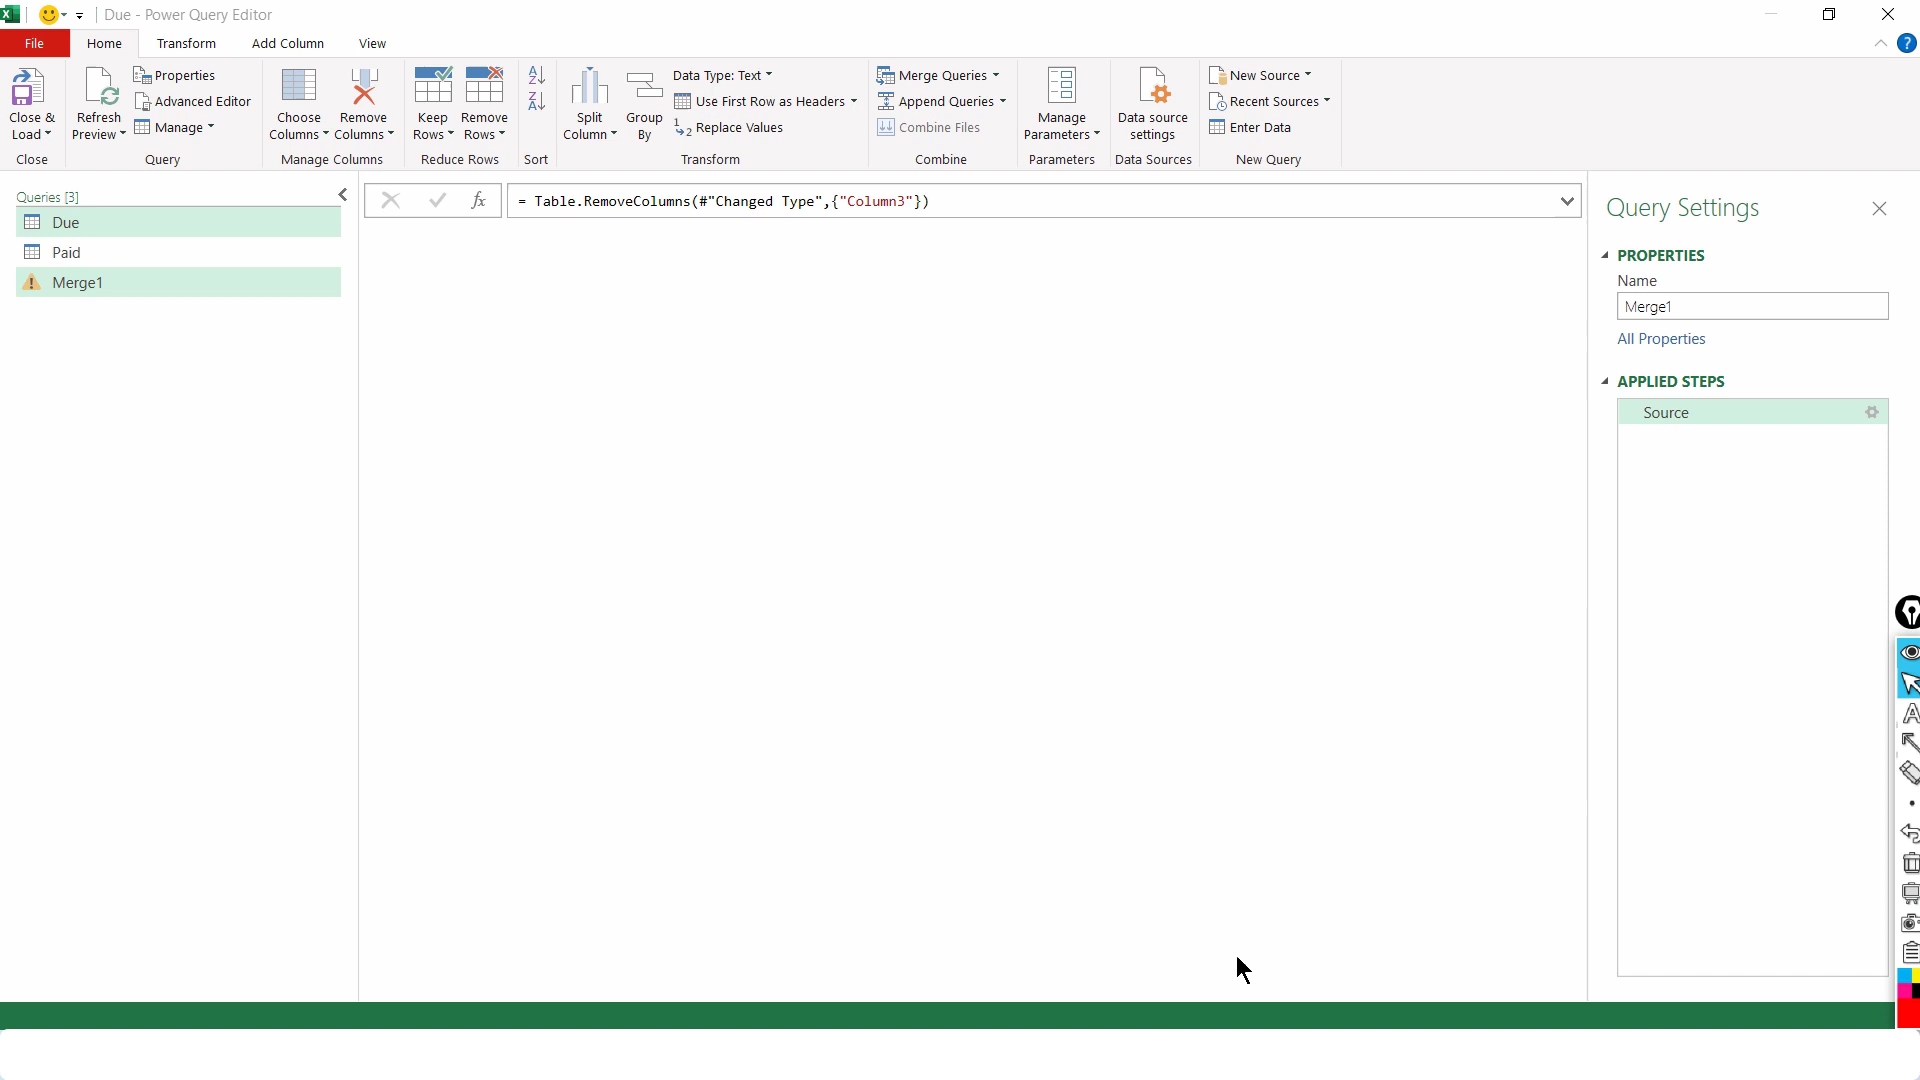 Due - Power Query Editor
File Home Transform Add Column View
Close & Load
Close
Refresh Preview
Properties
Advanced Editor
Manage
Query
Choose Columns
Remove Columns
Manage Columns
Keep Rows
Remove Rows
Reduce Rows
Sort
Split Column
Group By
Data Type: Text
Use First Row as Headers
Replace Values
Transform
Merge Queries
Append Queries
Combine Files
Combine
Manage Parameters
Parameters
Data source settings
Data Sources
New Source
Recent Sources
Enter Data
New Query
Queries [3]
Due
Paid
Merge1
fx
= Table.RemoveColumns(#"Changed Type",{"Column3"})
Query Settings
PROPERTIES
Name
Merge1
All Properties
APPLIED STEPS
Source